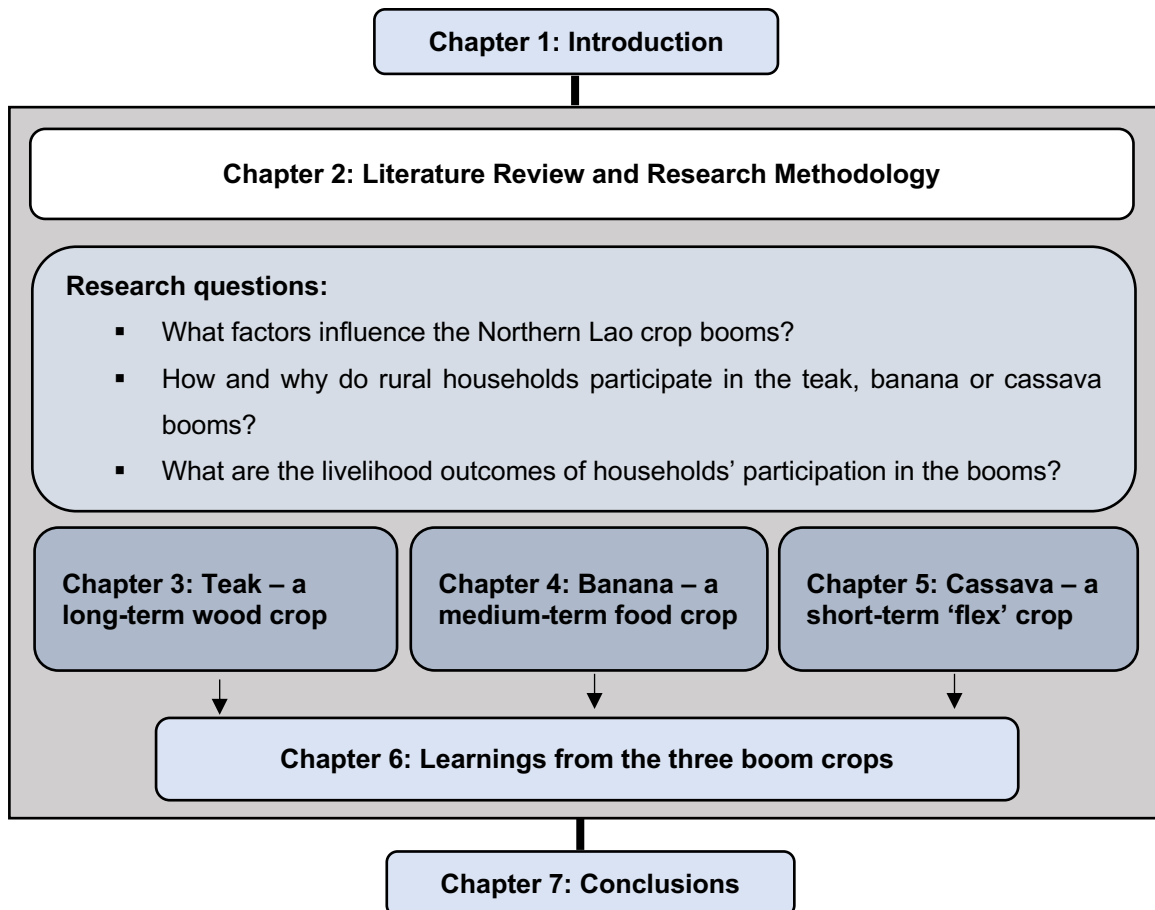 Chapter 1: Introduction
Chapter 2: Literature Review and Research Methodology
Research questions:
▪ What factors influence the Northern Lao crop booms?
▪ How and why do rural households participate in the teak, banana or cassava
booms?
▪ What are the livelihood outcomes of households’ participation in the booms?
Chapter 3: Teak – a
long-term wood crop
Chapter 4: Banana – a
medium-term food crop
Chapter 5: Cassava – a
short-term ‘flex’ crop
Chapter 6: Learnings from the three boom crops
Chapter 7: Conclusions